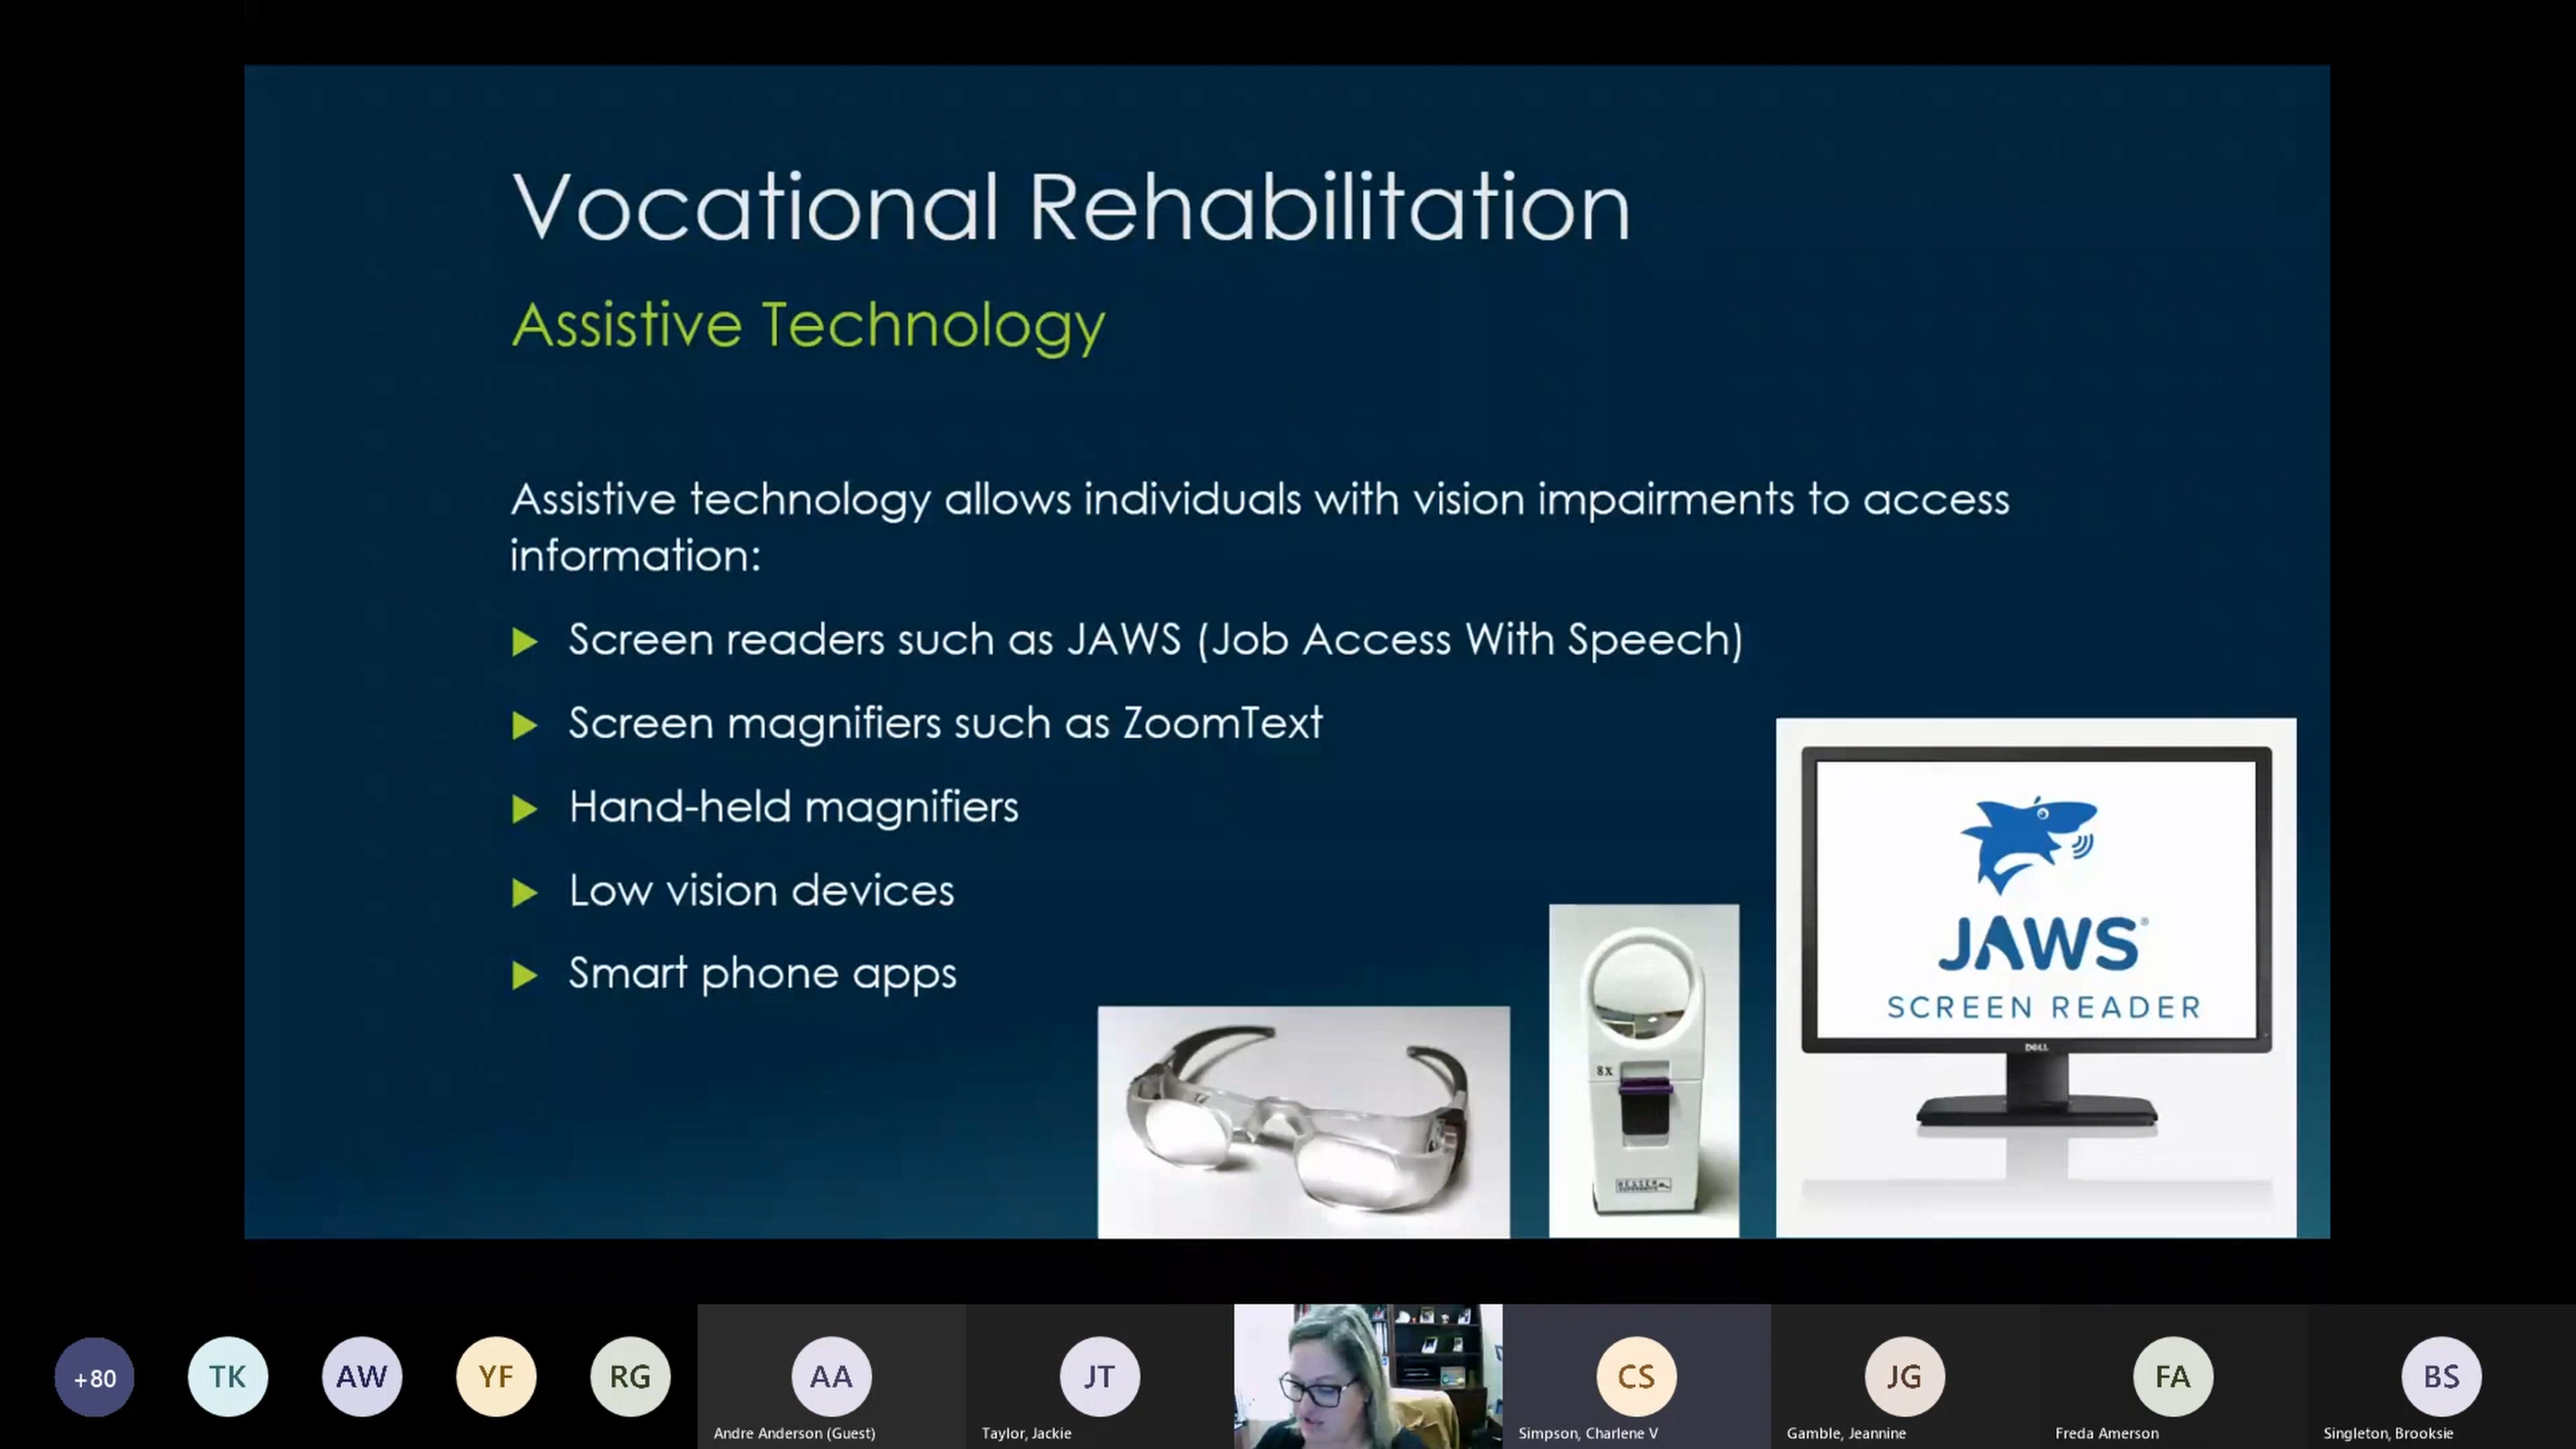 Vocational Rehabilitation
Assistive Technology
Assistive technology allows individuals with vision impairments to access
information:
Screen readers such as JAWS (Job Access With Speech)
Screen magnifiers such as ZoomText
Hand-held magnifiers
Low vision devices
Smart phone apps
8x
JAWS®
SCREEN READER
DELL
+80
TK
AW
YF
RG
AA
Andre Anderson (Guest)
JT
Taylor, Jackie
CS
Simpson, Charlene V
JG
Gamble, Jeannine
FA
Freda Amerson
BS
Singleton, Brooksie